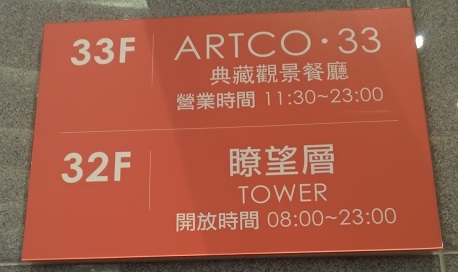 33F
ARTCO·33
典藏觀景餐廳
營業時間 11:30~23:00
32F
瞭望層
TOWER
開放時間 08:00~23:00